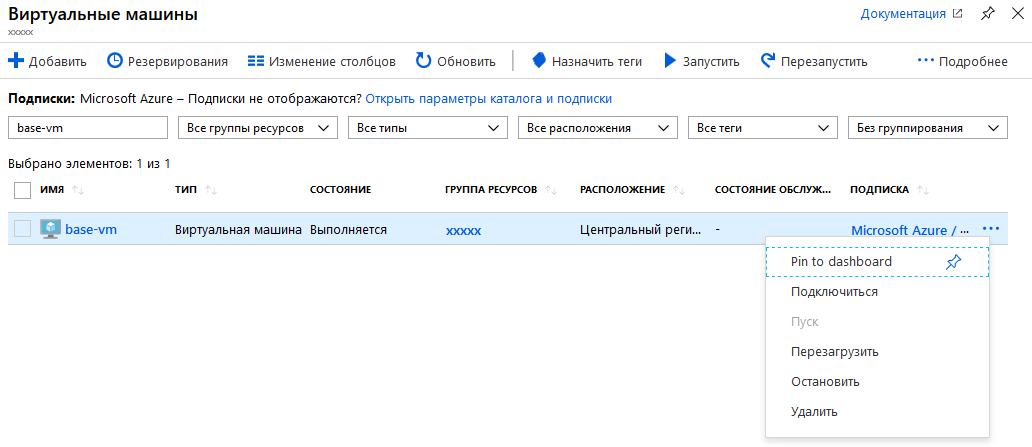 Виртуальные машины
Документация
xxxxx
Добавить Резервирования Изменение столбцов Обновить Назначить теги Запустить Перезапустить ··· Подробнее
Подписки: Microsoft Azure – Подписки не отображаются? Открыть параметры каталога и подписки
base-vm Все группы ресурсов Все типы Все расположения Все теги Без группирования
Выбрано элементов: 1 из 1
ИМЯ ТИП СОСТОЯНИЕ ГРУППА РЕСУРСОВ РАСПОЛОЖЕНИЕ СОСТОЯНИЕ ОБСЛУЖ... ПОДПИСКА
base-vm Виртуальная машина Выполняется xxxxx Центральный реги... - Microsoft Azure / ... ···
Pin to dashboard
Подключиться
Пуск
Перезагрузить
Остановить
Удалить